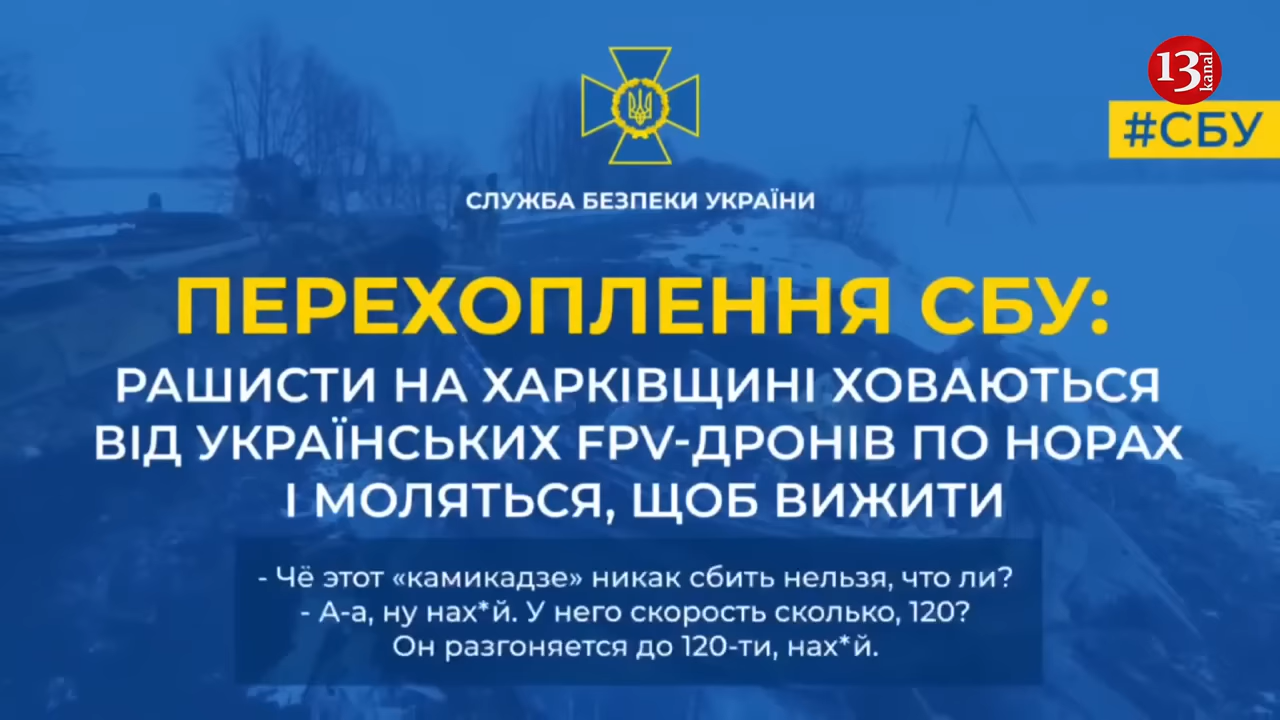 13 kanal
#СБУ
СЛУЖБА БЕЗПЕКИ УКРАЇНИ
ПЕРЕХОПЛЕННЯ СБУ:
РАШИСТИ НА ХАРКІВЩИНІ ХОВАЮТЬСЯ
ВІД УКРАЇНСЬКИХ FPV-ДРОНІВ ПО НОРАХ
І МОЛЯТЬСЯ, ЩОБ ВИЖИТИ
- Чё этот «камикадзе» никак сбить нельзя, что ли?
- А-а, ну нах*й. У него скорость сколько, 120?
Он разгоняется до 120-ти, нах*й.